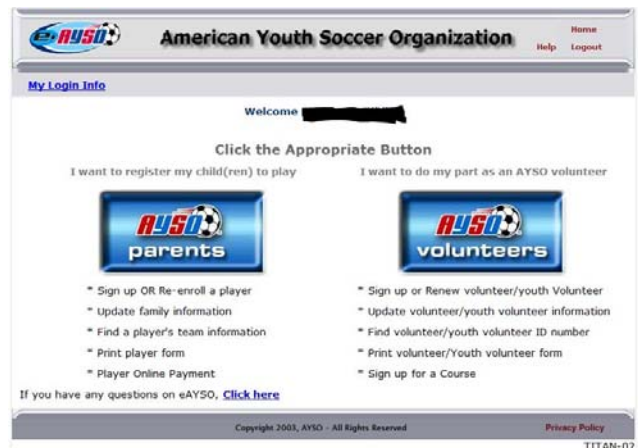 e-AYSO
American Youth Soccer Organization
Home
Help Logout
My Login Info
Welcome
Click the Appropriate Button
I want to register my child(ren) to play
AYSO
parents
* Sign up OR Re-enroll a player
* Update family information
* Find a player's team information
* Print player form
* Player Online Payment
I want to do my part as an AYSO volunteer
AYSO
volunteers
* Sign up or Renew volunteer/youth Volunteer
* Update volunteer/youth volunteer information
* Find volunteer/youth volunteer ID number
* Print volunteer/Youth volunteer form
* Sign up for a Course
If you have any questions on eAYSO, Click here
Copyright 2003, AYSO - All Rights Reserved
Privacy Policy
TITAN-02